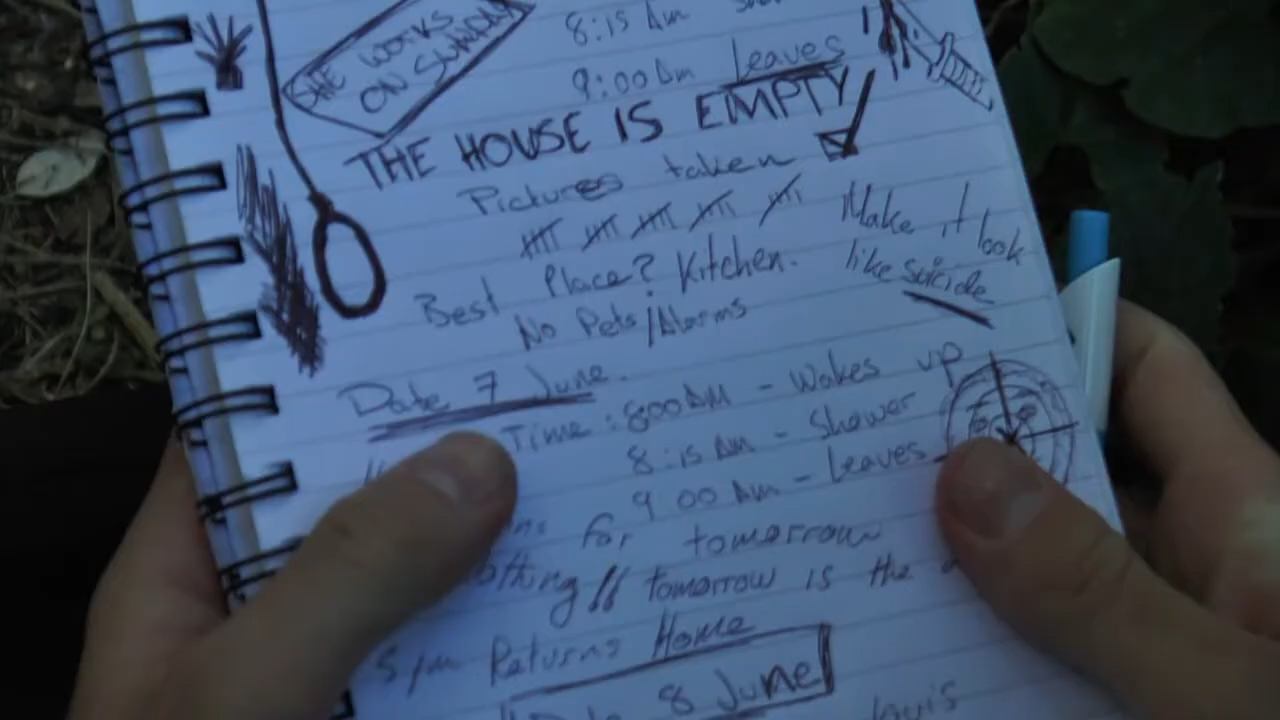 SHE WORKS
ON SUNDAY
8:15 Am
9:00 Am Leaves
THE HOUSE IS EMPTY
Pictures taken
Make it look
like suicide
Best Place? Kitchen.
No Pets/Alarms
Date 7 June.
Time: 8:00 AM - Wakes up
8:15 AM - Shower
9 00 AM - Leaves
for tomorrow
tomorrow is the
5pm Returns Home
8 June